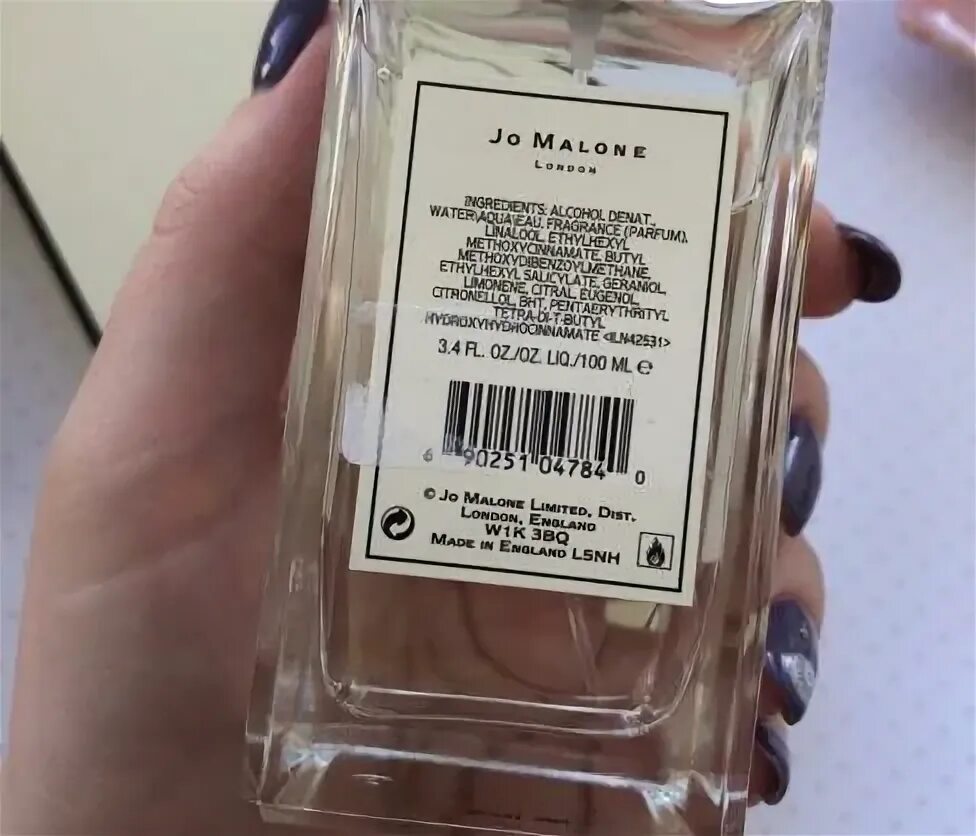 JO MALONE
LONDON
INGREDIENTS: ALCOHOL DENAT.,
WATER\AQUA\EAU, FRAGRANCE (PARFUM),
LINALOOL, ETHYLHEXYL
METHOXYCINNAMATE, BUTYL
METHOXYDIBENZOYLMETHANE,
ETHYLHEXYL SALICYLATE, GERANIOL,
LIMONENE, CITRAL, EUGENOL,
CITRONELLOL, BHT, PENTAERYTHRITYL
TETRA-DI-T-BUTYL
HYDROXYHYDROCINNAMATE <ILN42531>
3.4 FL. OZ./OZ. LIQ./100 ML ℮
6 90251 04784 0
© JO MALONE LIMITED, DIST.
LONDON, ENGLAND
W1K 3BQ
MADE IN ENGLAND L5NH